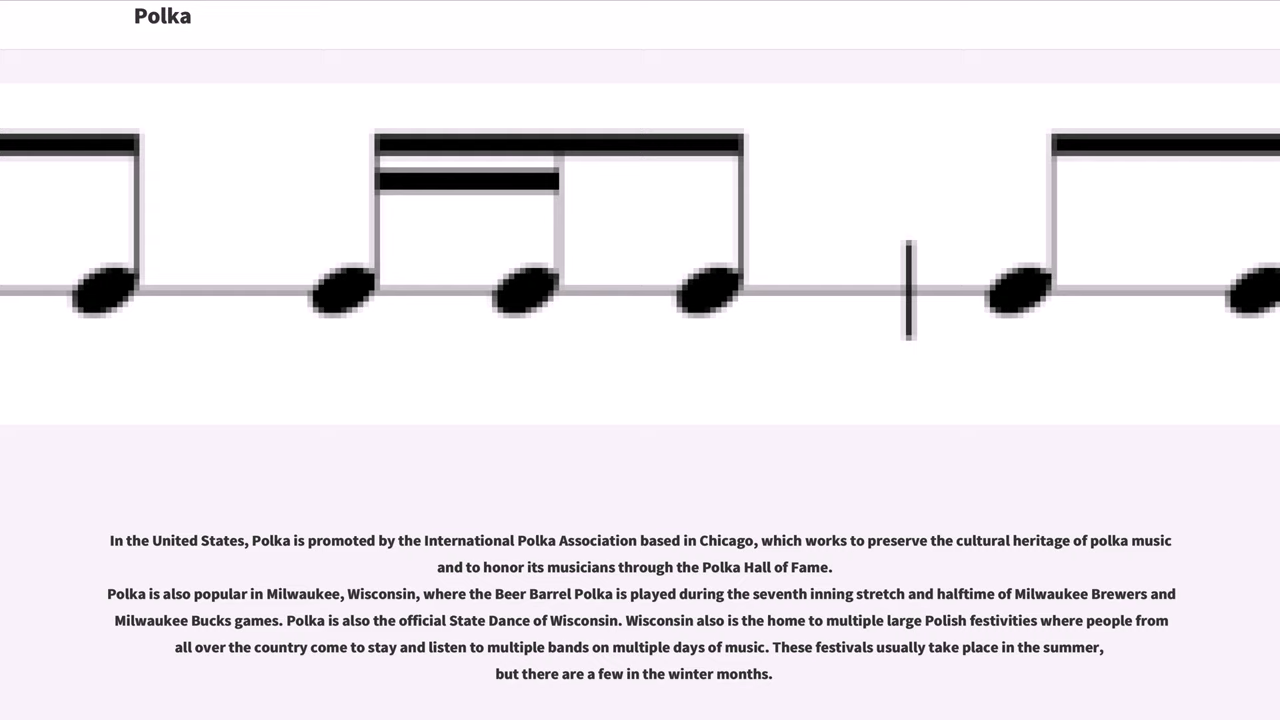 Polka
In the United States, Polka is promoted by the International Polka Association based in Chicago, which works to preserve the cultural heritage of polka music
and to honor its musicians through the Polka Hall of Fame.
Polka is also popular in Milwaukee, Wisconsin, where the Beer Barrel Polka is played during the seventh inning stretch and halftime of Milwaukee Brewers and
Milwaukee Bucks games. Polka is also the official State Dance of Wisconsin. Wisconsin also is the home to multiple large Polish festivities where people from
all over the country come to stay and listen to multiple bands on multiple days of music. These festivals usually take place in the summer,
but there are a few in the winter months.